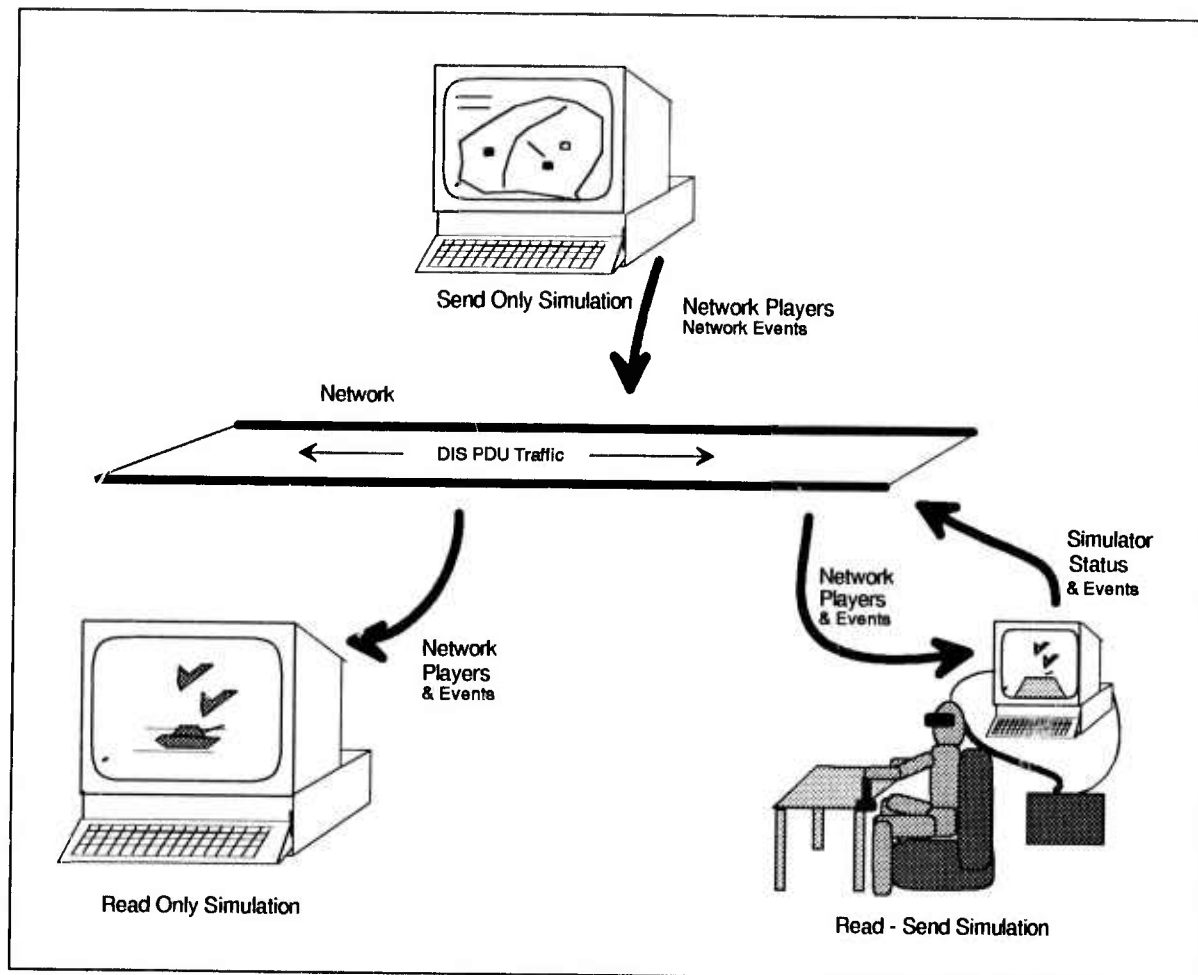 Send Only Simulation
Network Players
Network Events
Network
DIS PDU Traffic
Simulator
Status
& Events
Network
Players
& Events
Network
Players
& Events
Read Only Simulation
Read - Send Simulation